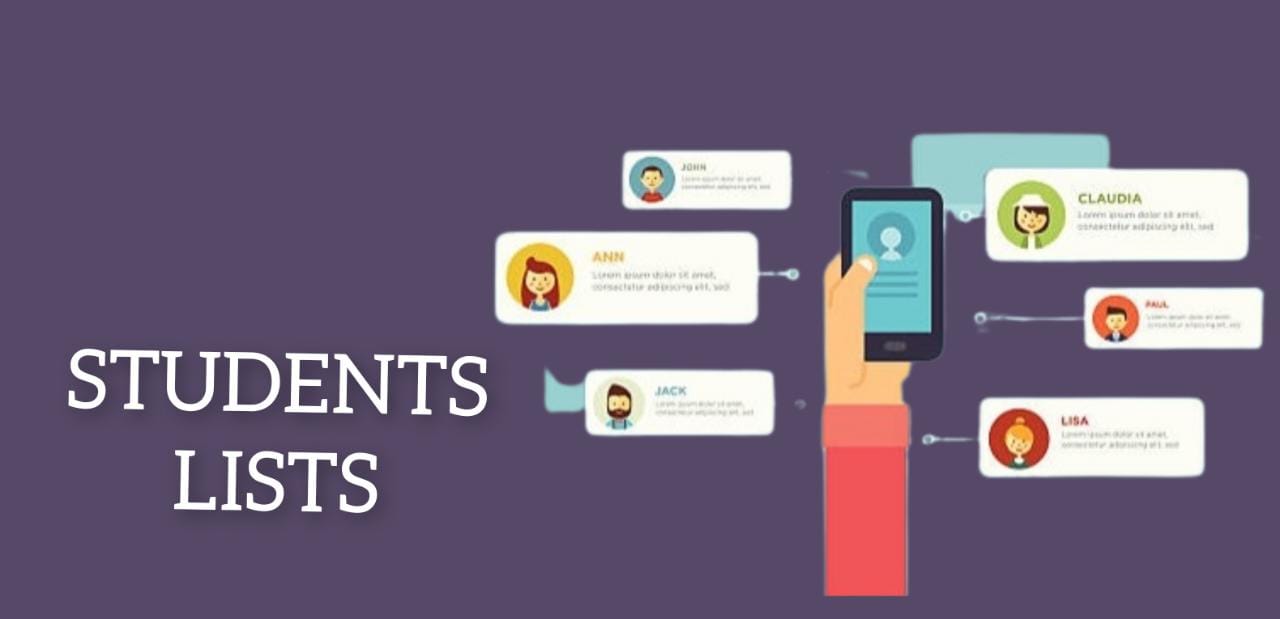 STUDENTS
LISTS
JOHN
Lorem ipsum dolor sit amet,
consectetur adipiscing elit, sed
ANN
Lorem ipsum dolor sit amet,
consectetur adipiscing elit, sed
JACK
Lorem ipsum dolor sit amet,
consectetur adipiscing elit, sed
CLAUDIA
Lorem ipsum dolor sit amet,
consectetur adipiscing elit, sed
PAUL
Lorem ipsum dolor sit amet,
consectetur adipiscing elit, sed
LISA
Lorem ipsum dolor sit amet,
consectetur adipiscing elit, sed